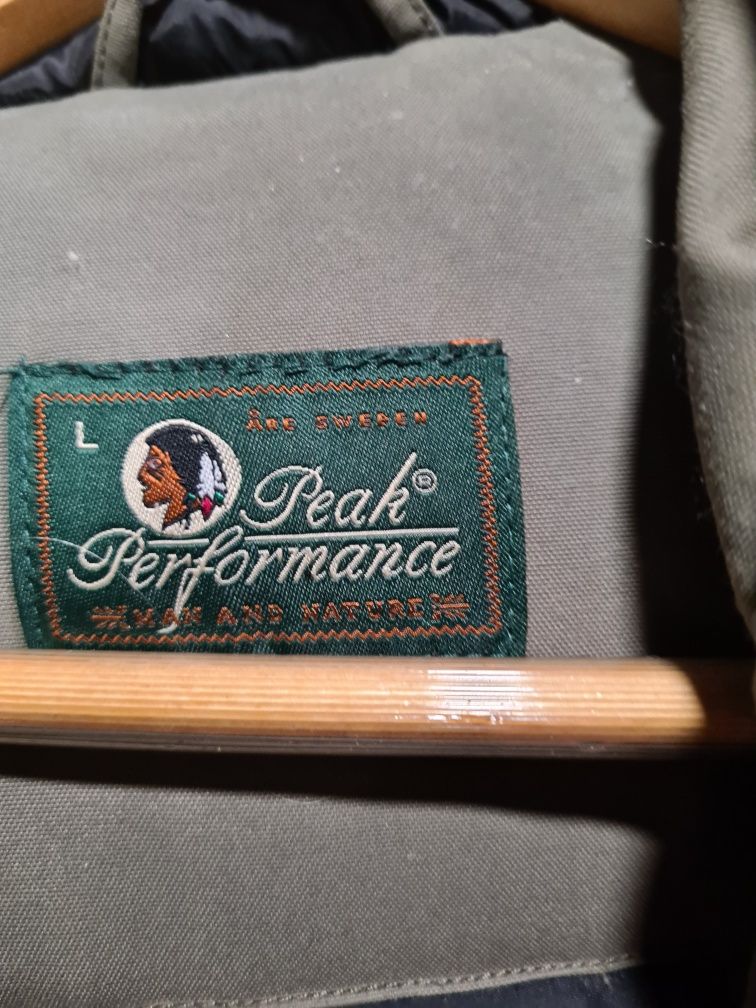 L
ÅRE SWEDEN
Peak®
Performance
MAN AND NATURE